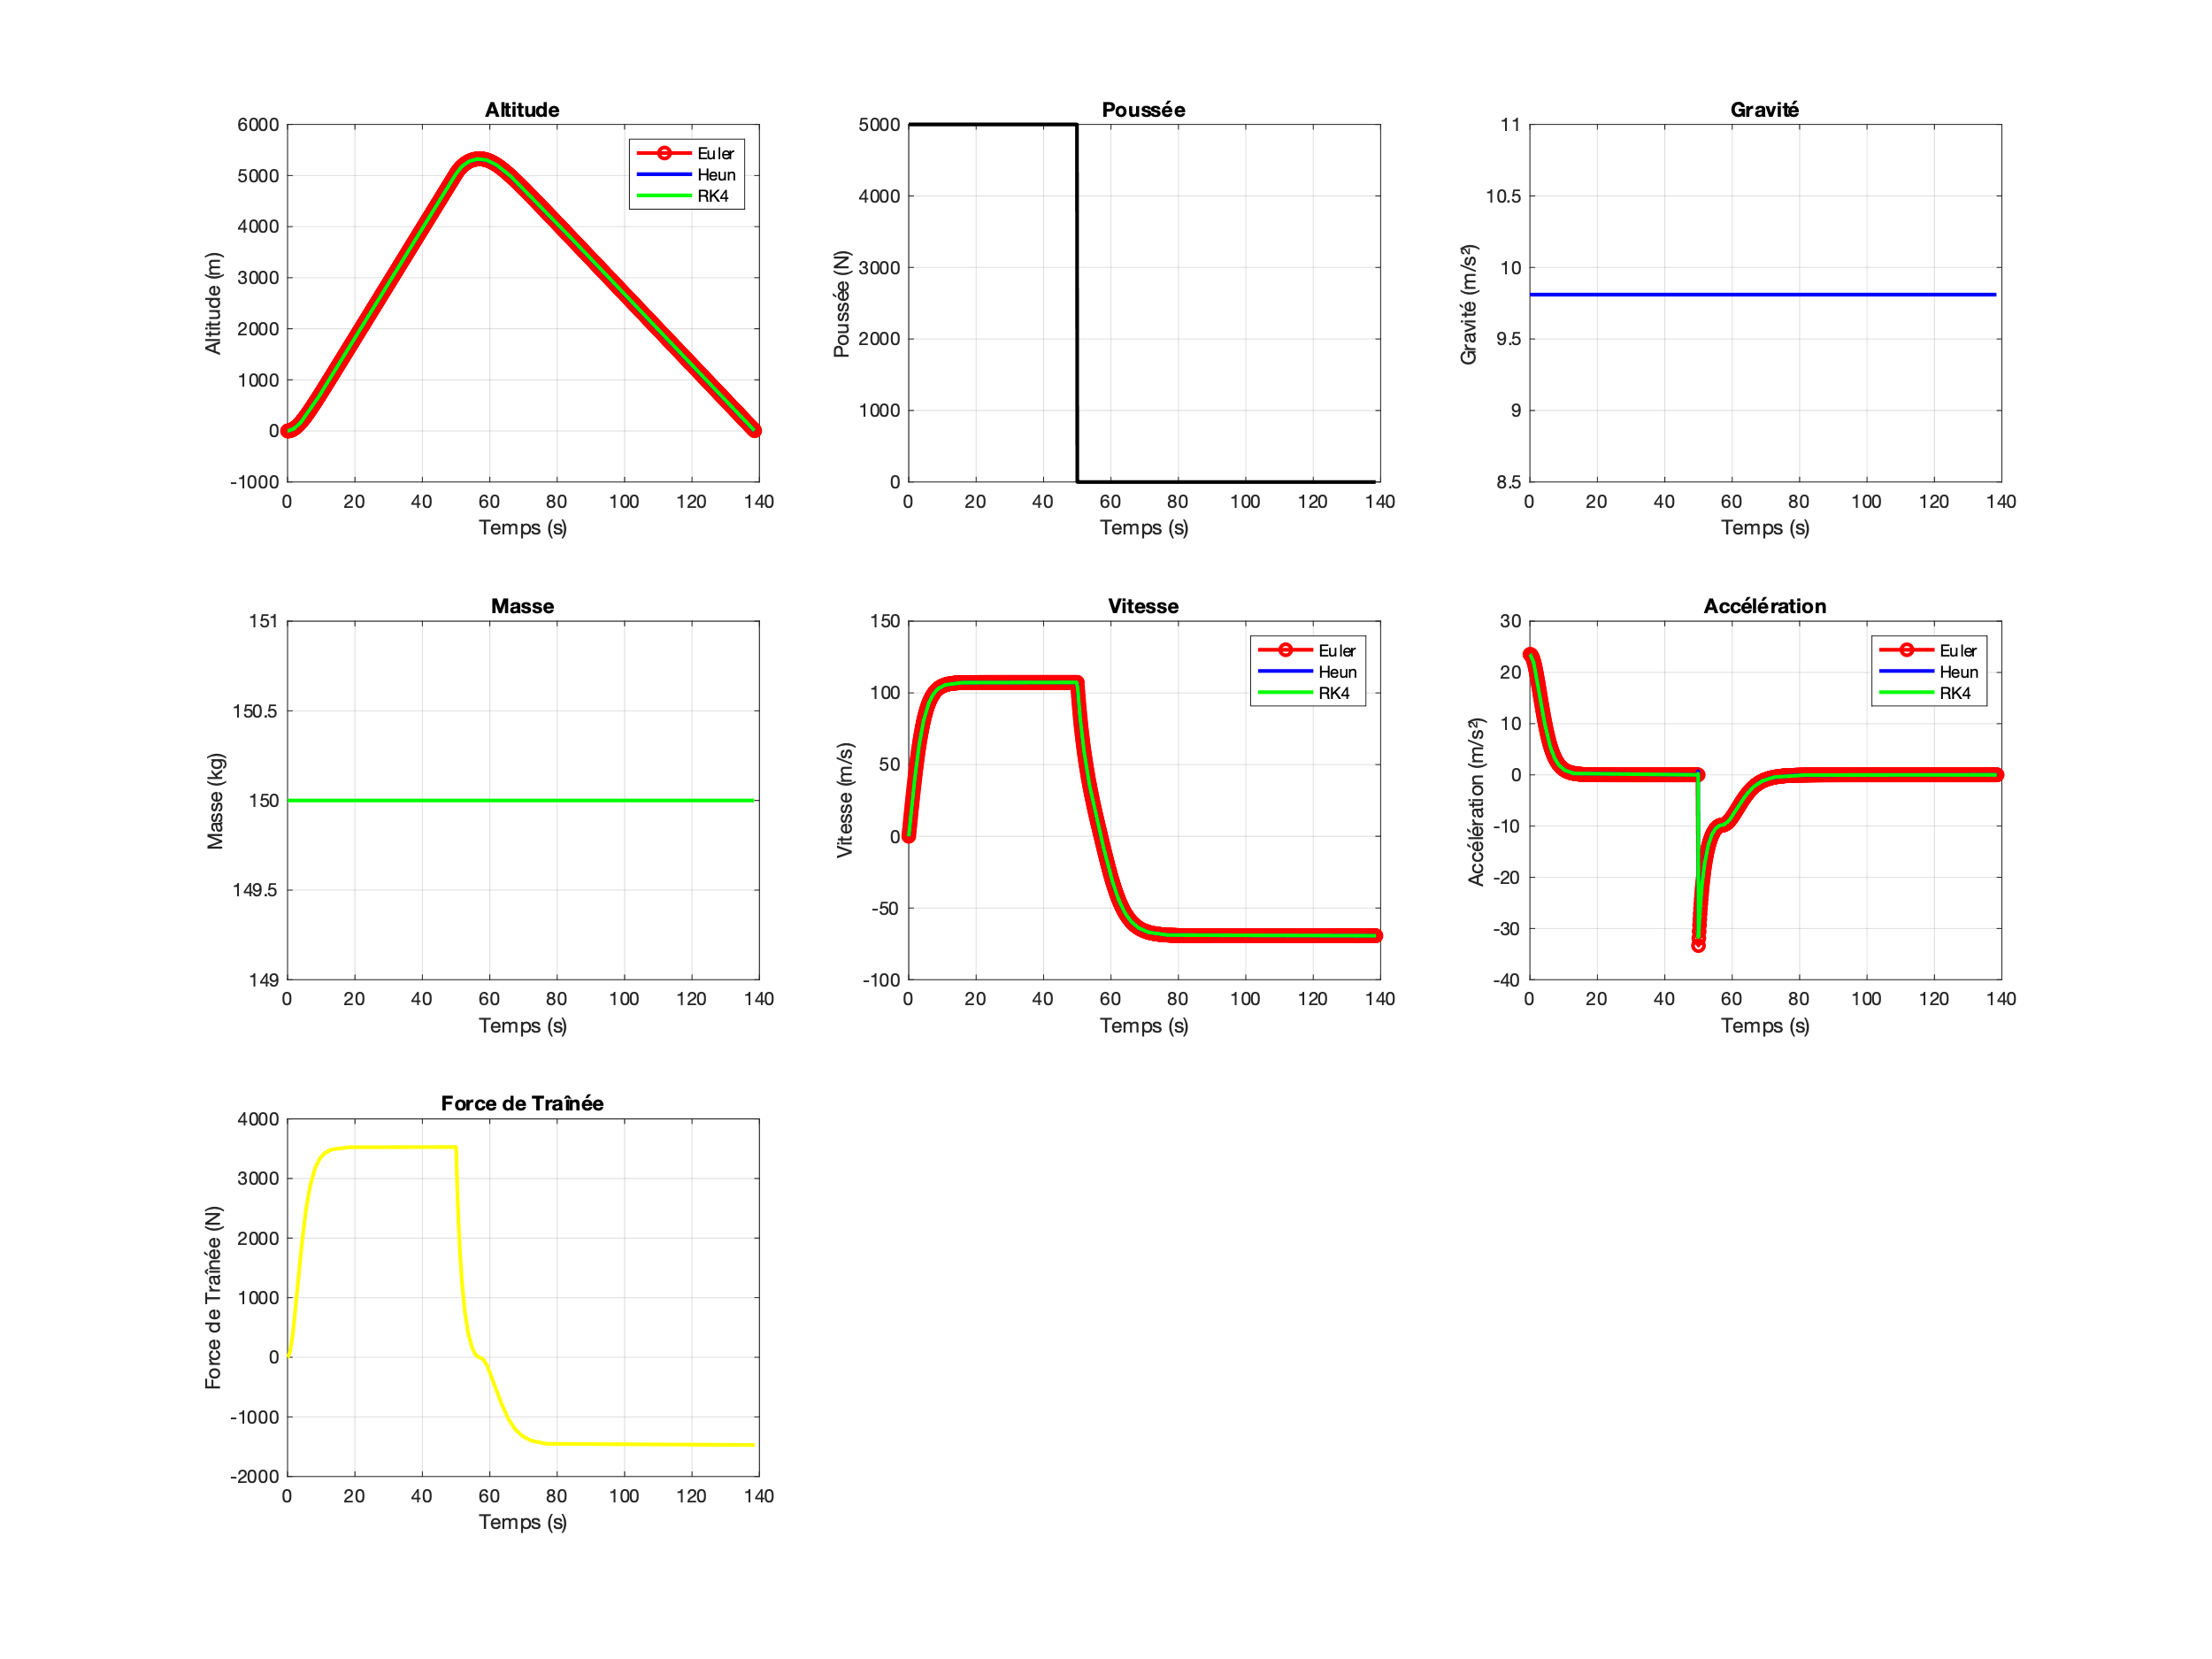 Altitude
6000
5000
4000
3000
2000
1000
0
-1000
0 20 40 60 80 100 120 140
Temps (s)
Altitude (m)
Euler
Heun
RK4
Poussée
5000
4000
3000
2000
1000
0
0 20 40 60 80 100 120 140
Temps (s)
Poussée (N)
Gravité
11
10.5
10
9.5
9
8.5
0 20 40 60 80 100 120 140
Temps (s)
Gravité (m/s²)
Masse
151
150.5
150
149.5
149
0 20 40 60 80 100 120 140
Temps (s)
Masse (kg)
Vitesse
150
100
50
0
-50
-100
0 20 40 60 80 100 120 140
Temps (s)
Vitesse (m/s)
Euler
Heun
RK4
Accélération
30
20
10
0
-10
-20
-30
-40
0 20 40 60 80 100 120 140
Temps (s)
Accélération (m/s²)
Euler
Heun
RK4
Force de Traînée
4000
3000
2000
1000
0
-1000
-2000
0 20 40 60 80 100 120 140
Temps (s)
Force de Traînée (N)